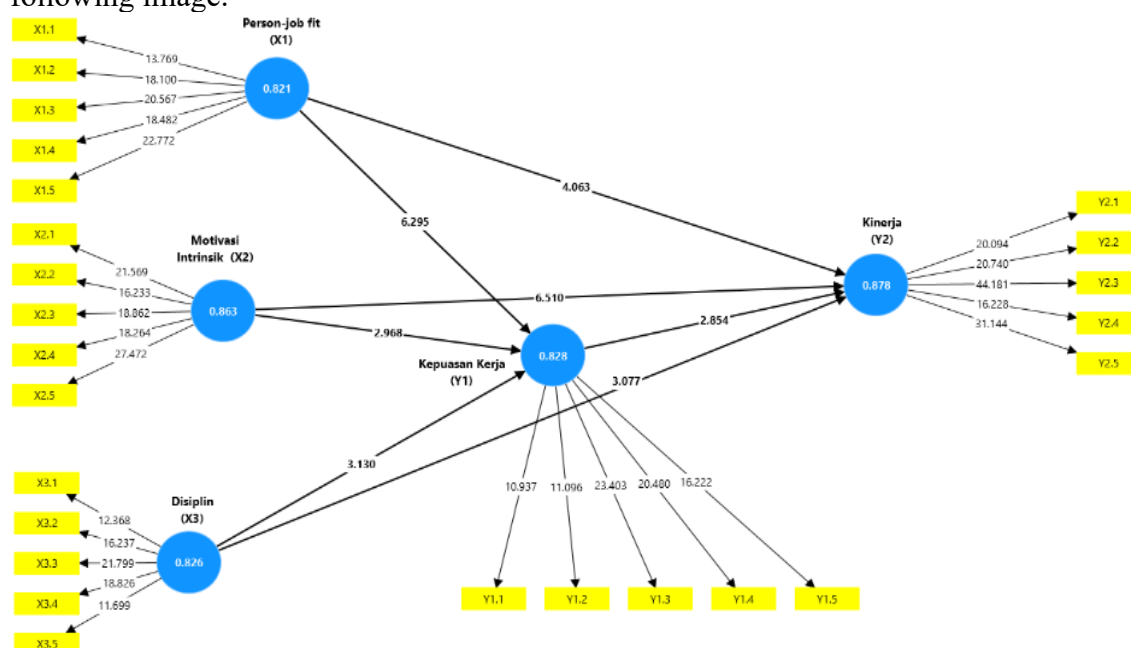 following image.
Person-job fit
(X1)
X1.1
X1.2
X1.3
X1.4
X1.5
13.769
18.100
20.567
18.482
22.772
0.821
4.063
6.295
Motivasi
Intrinsik (X2)
X2.1
X2.2
X2.3
X2.4
X2.5
21.569
16.233
18.862
18.264
27.472
0.863
6.510
2.968
Kepuasan Kerja
(Y1)
0.828
2.854
3.077
3.130
Kinerja
(Y2)
0.878
20.094
20.740
44.181
16.228
31.144
Y2.1
Y2.2
Y2.3
Y2.4
Y2.5
Disiplin
(X3)
X3.1
X3.2
X3.3
X3.4
X3.5
12.368
16.237
21.799
18.826
11.699
0.826
10.937
11.096
23.403
20.480
16.222
Y1.1
Y1.2
Y1.3
Y1.4
Y1.5